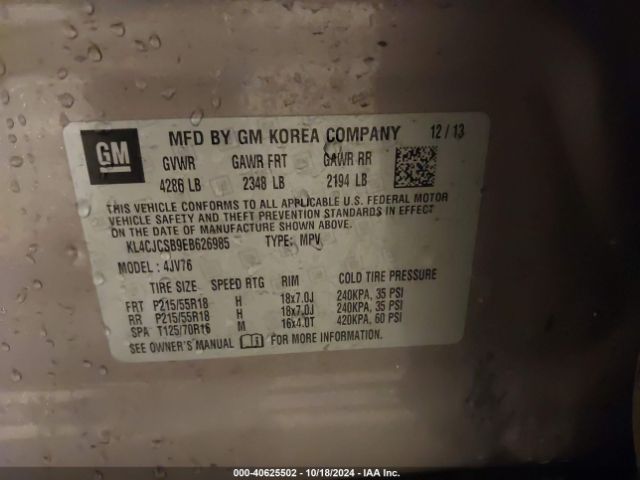 GM
MFD BY GM KOREA COMPANY 12/13
GVWR GAWR FRT GAWR RR
4286 LB 2348 LB 2194 LB
THIS VEHICLE CONFORMS TO ALL APPLICABLE U.S. FEDERAL MOTOR
VEHICLE SAFETY AND THEFT PREVENTION STANDARDS IN EFFECT
ON THE DATE OF MANUFACTURE SHOWN ABOVE.
KL4CJCSB9EB626985 TYPE: MPV
MODEL : 4JV76
TIRE SIZE SPEED RTG RIM COLD TIRE PRESSURE
FRT P215/55R18 H 18x7.0J 240KPA, 35 PSI
RR P215/55R18 H 18x7.0J 240KPA, 35 PSI
SPA T125/70R16 M 16x4.0T 420KPA, 60 PSI
SEE OWNER'S MANUAL FOR MORE INFORMATION.
000-40625502 - 10/18/2024 - IAA Inc.